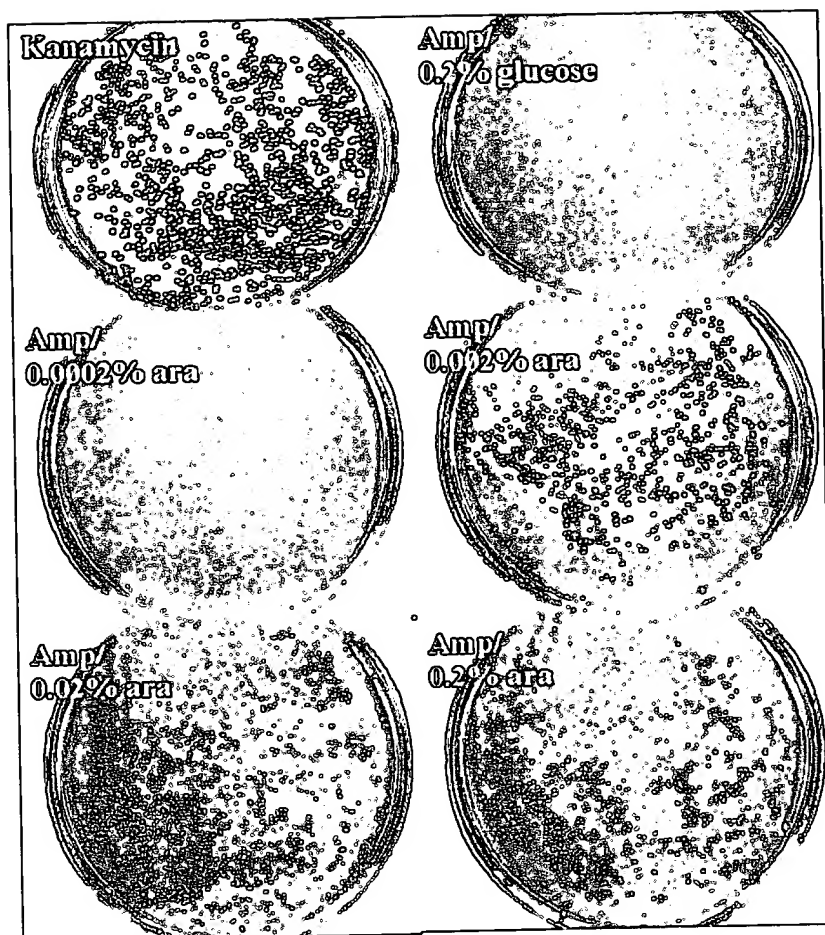 Kanamycin
Amp/
0.2% glucose
Amp/
0.0002% ara
Amp/
0.002% ara
Amp/
0.02% ara
Amp/
0.2% ara